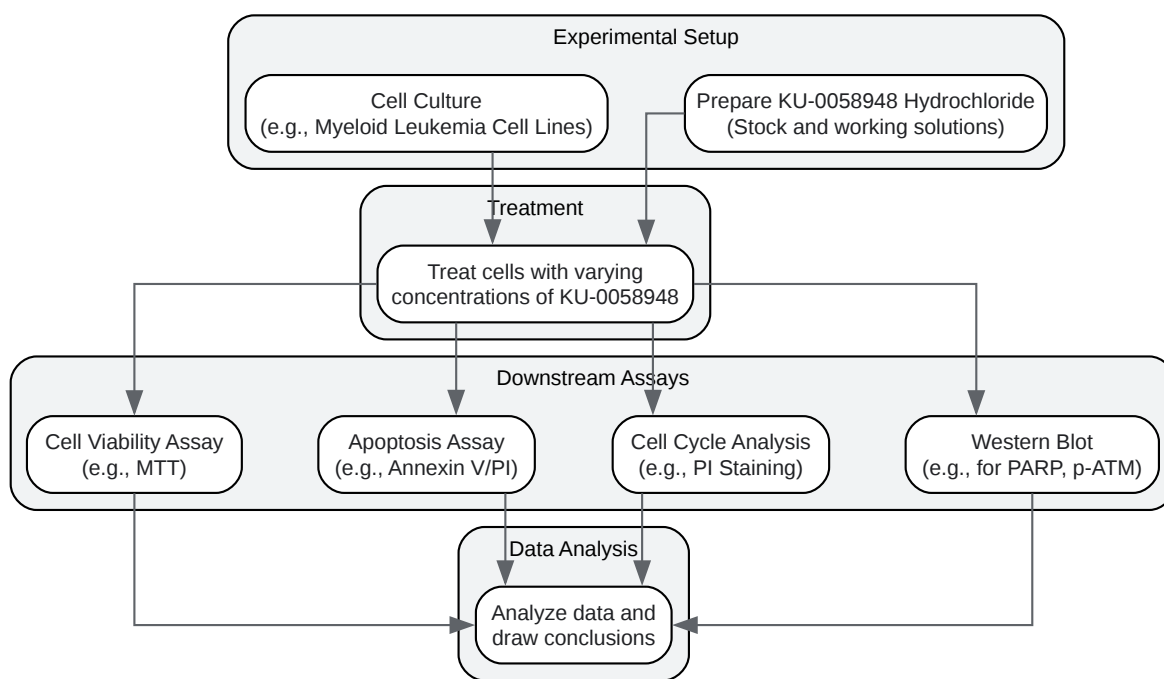 Experimental Setup
Cell Culture
(e.g., Myeloid Leukemia Cell Lines)
Prepare KU-0058948 Hydrochloride
(Stock and working solutions)
Treatment
Treat cells with varying
concentrations of KU-0058948
Downstream Assays
Cell Viability Assay
(e.g., MTT)
Apoptosis Assay
(e.g., Annexin V/PI)
Cell Cycle Analysis
(e.g., PI Staining)
Western Blot
(e.g., for PARP, p-ATM)
Data Analysis
Analyze data and
draw conclusions